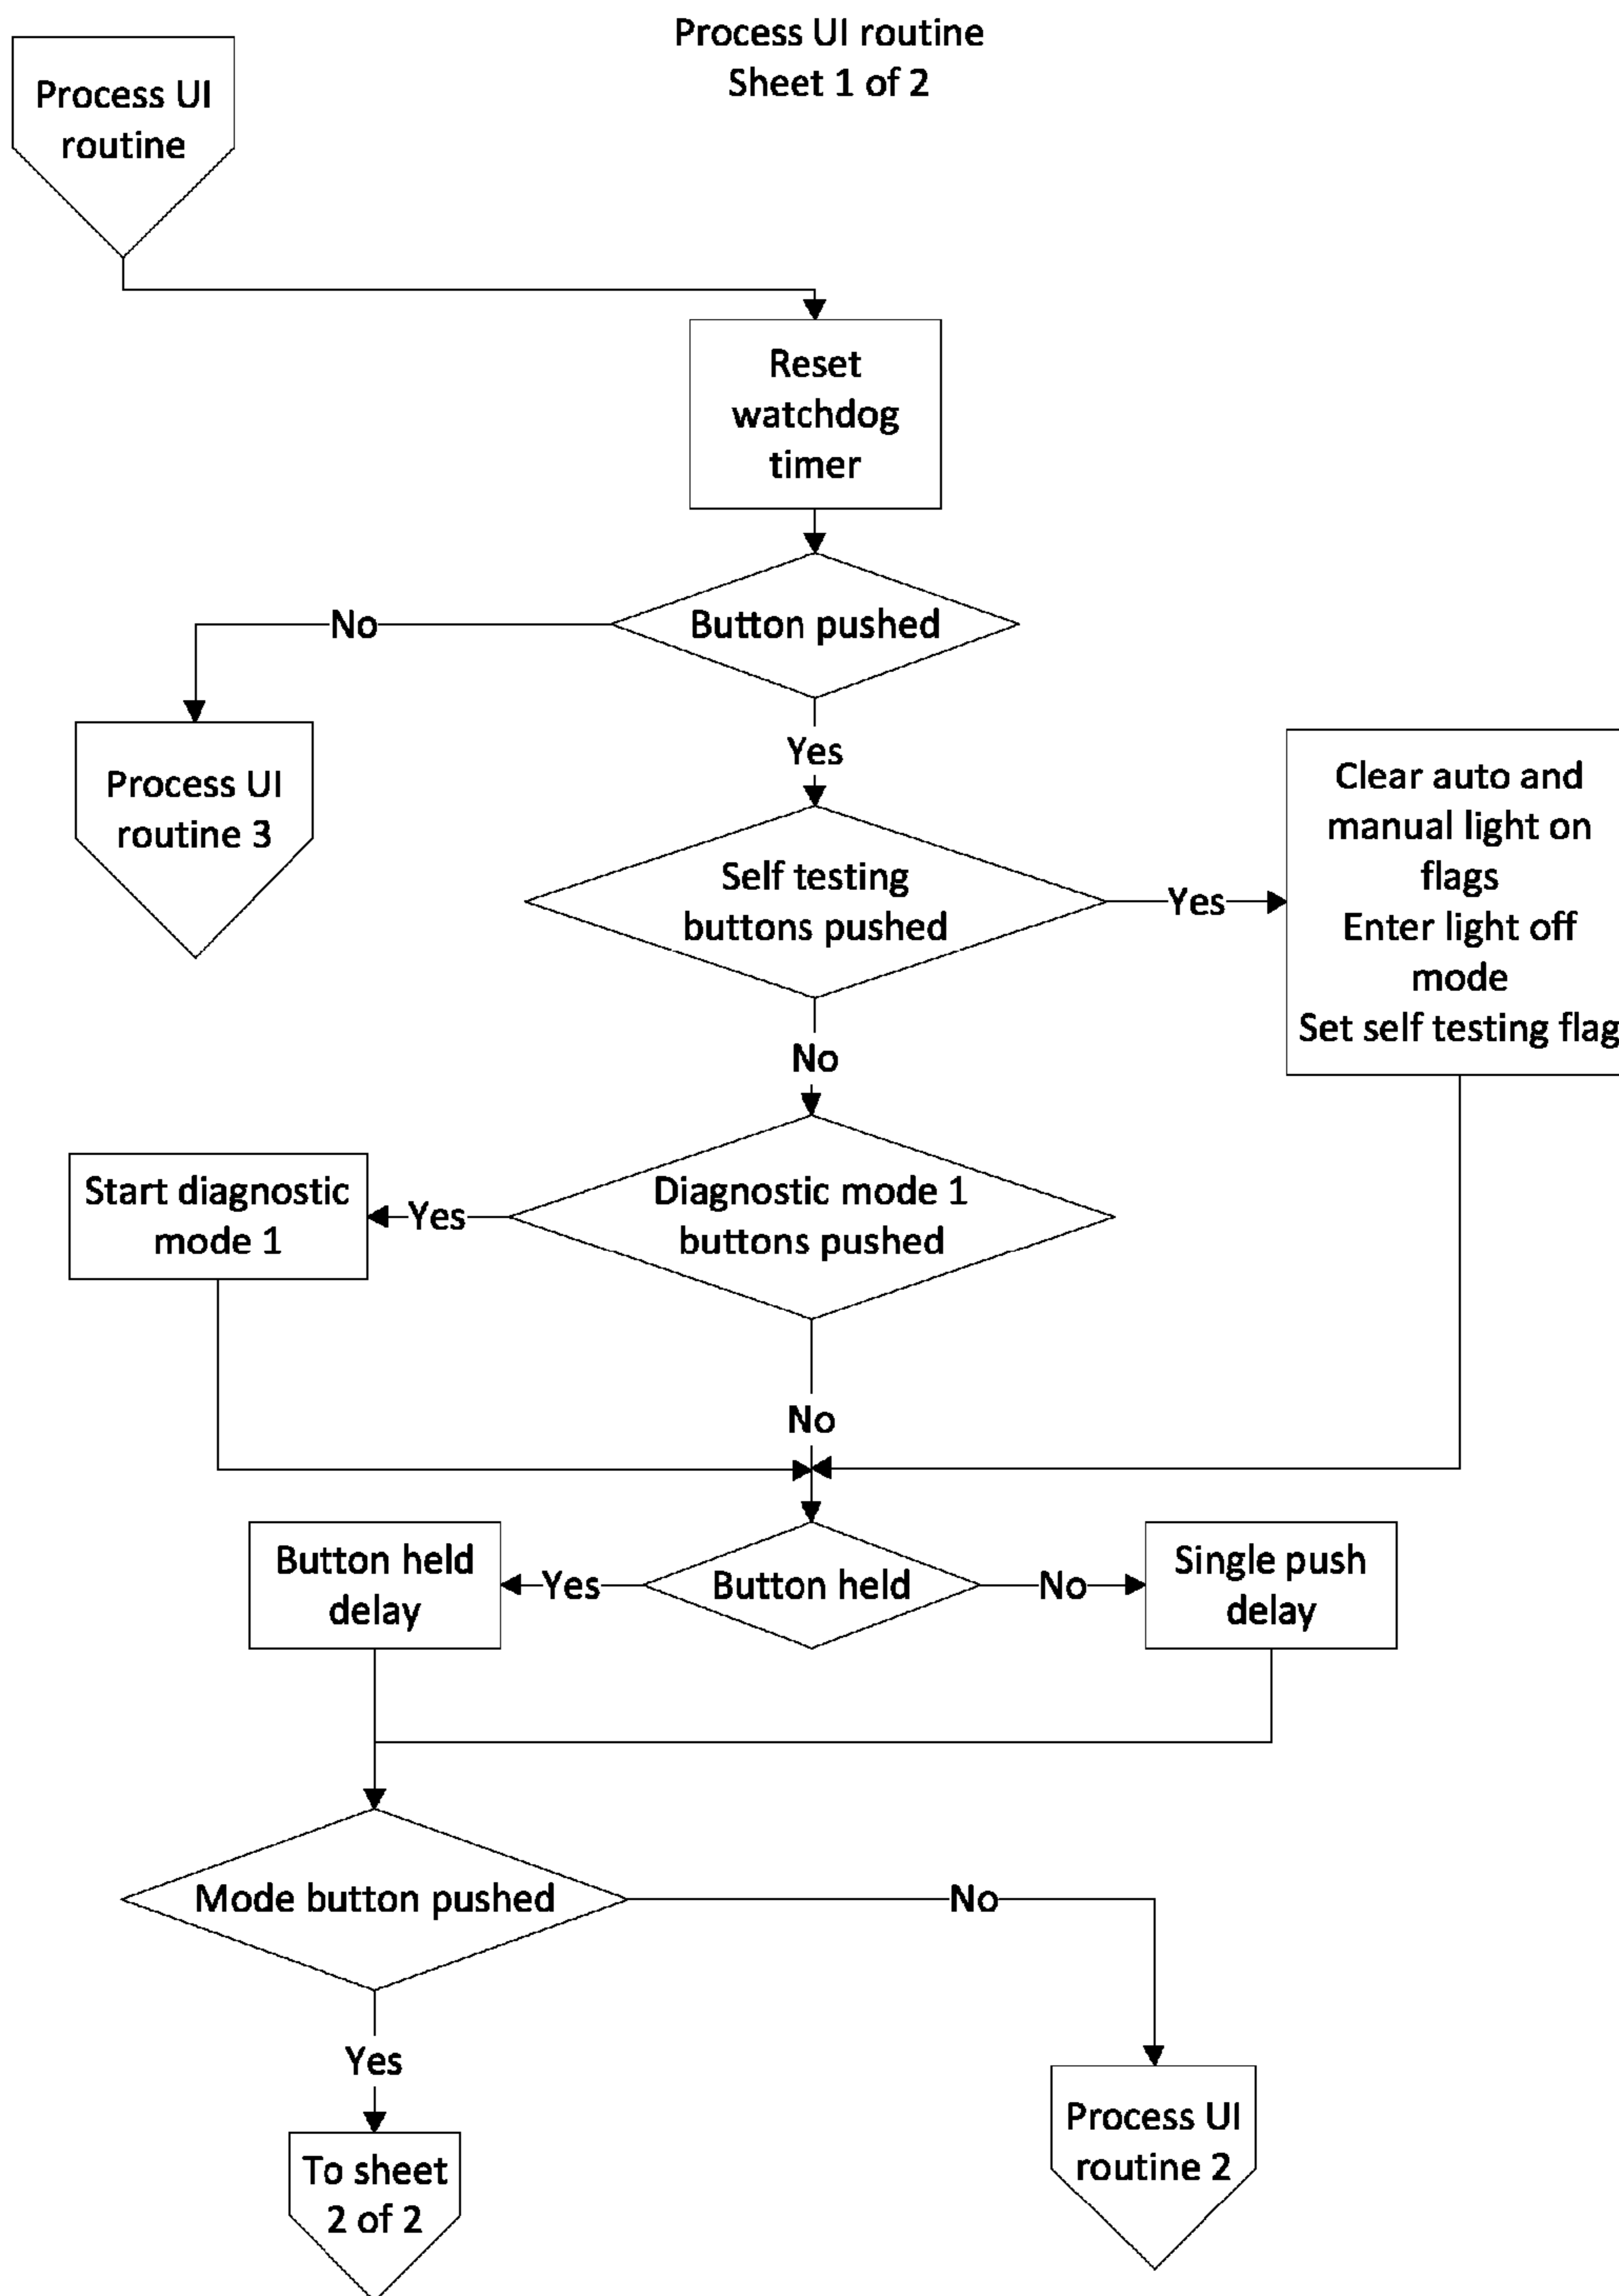 Process UI routine
Sheet 1 of 2
Process UI
routine
Reset
watchdog
timer
Button pushed
No
Yes
Process UI
routine 3
Self testing
buttons pushed
Yes
Clear auto and
manual light on
flags
Enter light off
mode
Set self testing flag
No
Diagnostic mode 1
buttons pushed
Yes
Start diagnostic
mode 1
No
Button held
Yes
Button held
delay
No
Single push
delay
Mode button pushed
No
Yes
Process UI
routine 2
To sheet
2 of 2